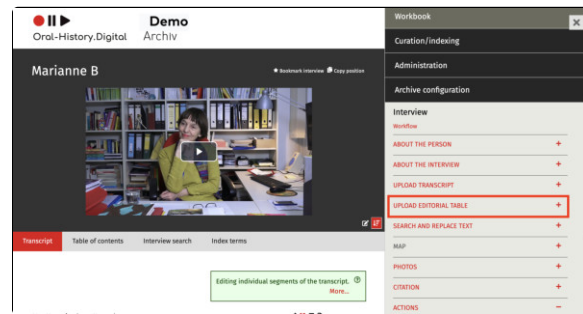 Oral-History.Digital
Demo
Archiv
Marianne B
Bookmark interview
Copy position
Transcript
Table of contents
Interview search
Index terms
Editing individual segments of the transcript.
More...
Workbook
Curation/indexing
Administration
Archive configuration
Interview
Workflow
ABOUT THE PERSON +
ABOUT THE INTERVIEW +
UPLOAD TRANSCRIPT +
UPLOAD EDITORIAL TABLE +
SEARCH AND REPLACE TEXT +
MAP +
PHOTOS +
CITATION +
ACTIONS −